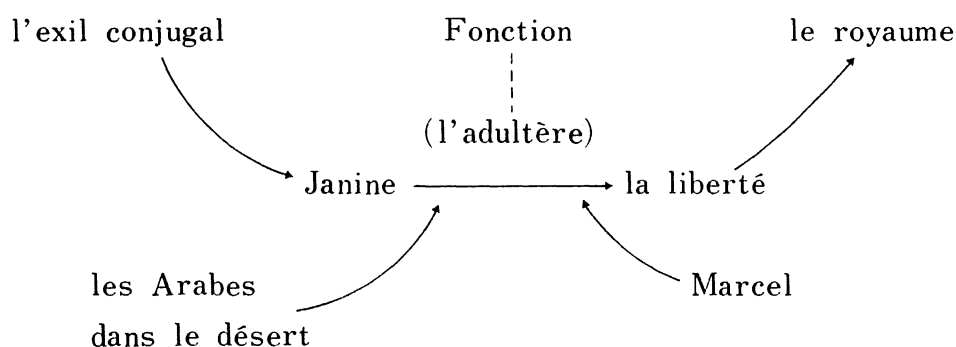 l'exil conjugal Fonction le royaume
(l'adultère)
Janine la liberté
les Arabes Marcel
dans le désert